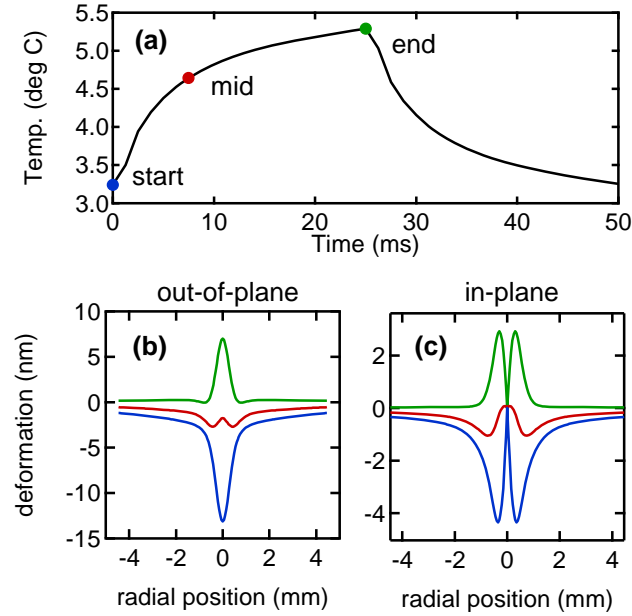 (a)
end
mid
start
Temp. (deg C)
5.5
5.0
4.5
4.0
3.5
3.0
0
10
20
30
40
50
Time (ms)
out-of-plane
in-plane
(b)
(c)
deformation (nm)
10
5
0
-5
-10
-15
2
0
-2
-4
-4
-2
0
2
4
-4
-2
0
2
4
radial position (mm)
radial position (mm)